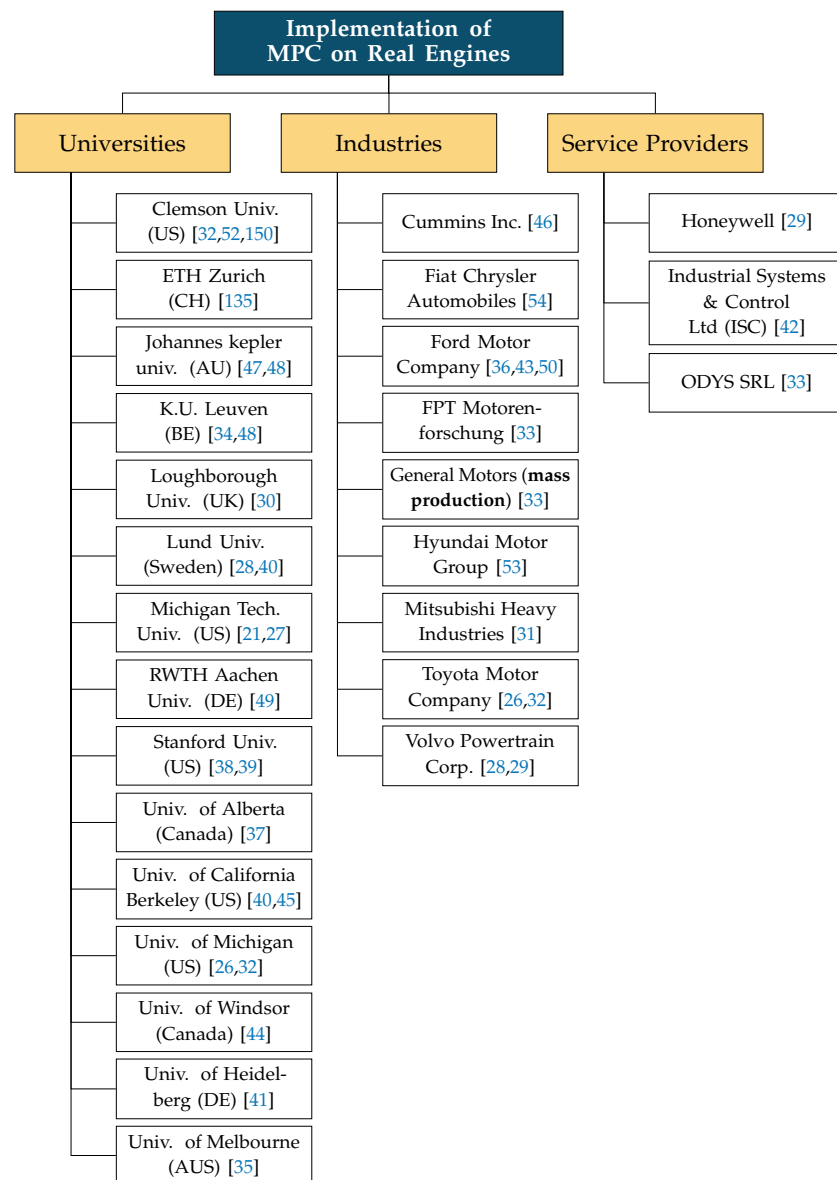 Implementation of
MPC on Real Engines
Universities
Industries
Service Providers
Clemson Univ.
(US) [32,52,150]
ETH Zurich
(CH) [135]
Johannes kepler
univ. (AU) [47,48]
K.U. Leuven
(BE) [34,48]
Loughborough
Univ. (UK) [30]
Lund Univ.
(Sweden) [28,40]
Michigan Tech.
Univ. (US) [21,27]
RWTH Aachen
Univ. (DE) [49]
Stanford Univ.
(US) [38,39]
Univ. of Alberta
(Canada) [37]
Univ. of California
Berkeley (US) [40,45]
Univ. of Michigan
(US) [26,32]
Univ. of Windsor
(Canada) [44]
Univ. of Heidel-
berg (DE) [41]
Univ. of Melbourne
(AUS) [35]
Cummins Inc. [46]
Fiat Chrysler
Automobiles [54]
Ford Motor
Company [36,43,50]
FPT Motoren-
forschung [33]
General Motors (mass
production) [33]
Hyundai Motor
Group [53]
Mitsubishi Heavy
Industries [31]
Toyota Motor
Company [26,32]
Volvo Powertrain
Corp. [28,29]
Honeywell [29]
Industrial Systems
& Control
Ltd (ISC) [42]
ODYS SRL [33]